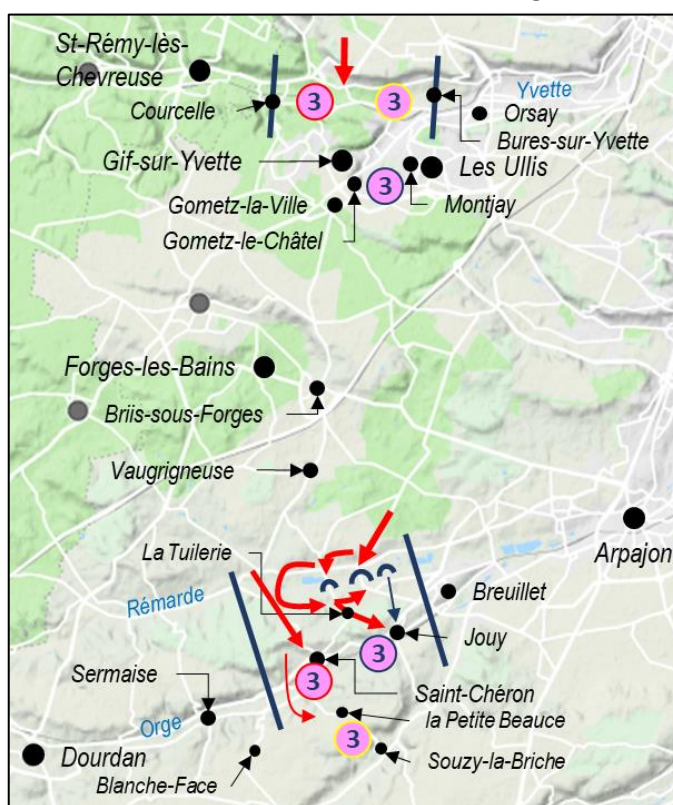 St-Rémy-lès-
Chevreuse
Courcelle
3
3
Yvette
Orsay
Bures-sur-Yvette
Gif-sur-Yvette
Les Ullis
3
Gometz-la-Ville
Montjay
Gometz-le-Châtel
Forges-les-Bains
Briis-sous-Forges
Vaugrigneuse
La Tuilerie
Arpajon
Rémarde
Breuillet
Jouy
3
3
Sermaise
Saint-Chéron
la Petite Beauce
Orge
3
Dourdan
Souzy-la-Briche
Blanche-Face